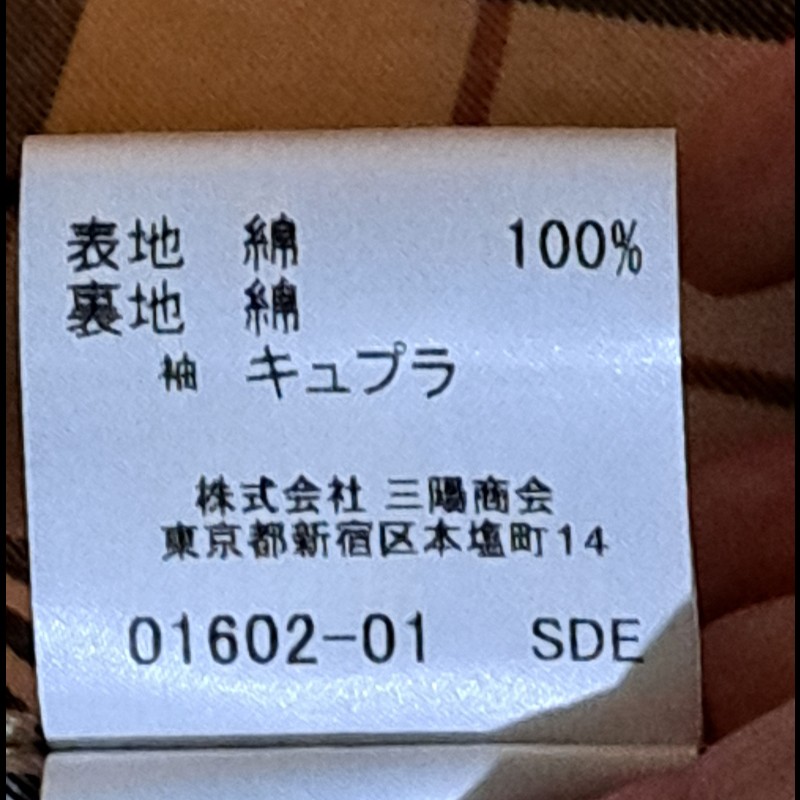 表地 綿 100%
裏地 綿
袖 キュプラ
株式会社 三陽商会
東京都新宿区本塩町14
01602-01 SDE